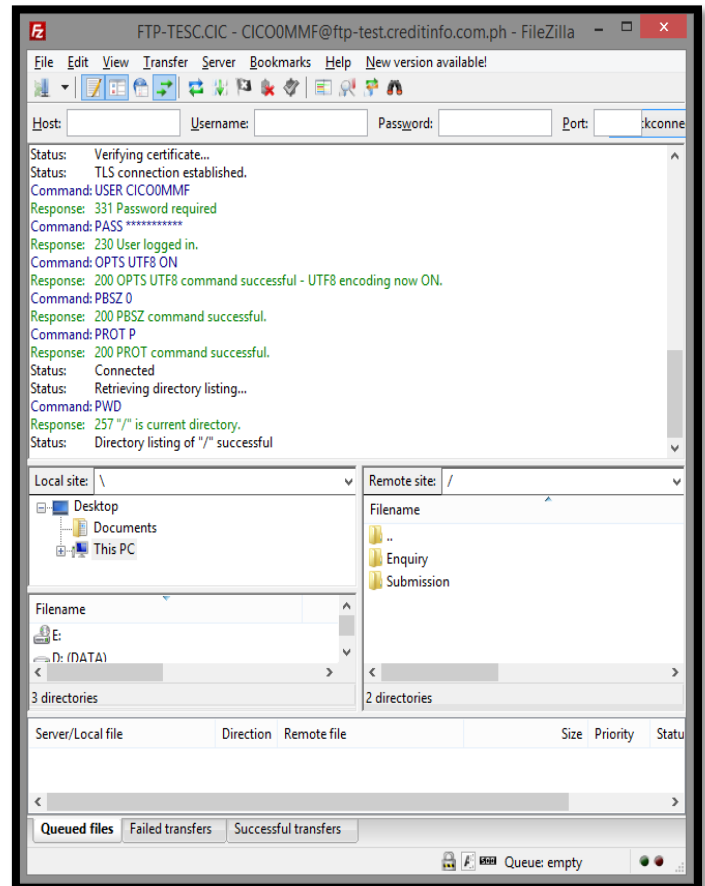 FTP-TESC.CIC - CICO0MMF@ftp-test.creditinfo.com.ph - FileZilla
File Edit View Transfer Server Bookmarks Help New version available!
Host: Username: Password: Port: :kconne
Status: Verifying certificate...
Status: TLS connection established.
Command: USER CICO0MMF
Response: 331 Password required
Command: PASS ***********
Response: 230 User logged in.
Command: OPTS UTF8 ON
Response: 200 OPTS UTF8 command successful - UTF8 encoding now ON.
Command: PBSZ 0
Response: 200 PBSZ command successful.
Command: PROT P
Response: 200 PROT command successful.
Status: Connected
Status: Retrieving directory listing...
Command: PWD
Response: 257 "/" is current directory.
Status: Directory listing of "/" successful
Local site: \
Desktop
Documents
This PC
Filename
E:
D: (DATA)
3 directories
Remote site: /
Filename
..
Enquiry
Submission
2 directories
Server/Local file Direction Remote file Size Priority Statu
Queued files Failed transfers Successful transfers
Queue: empty